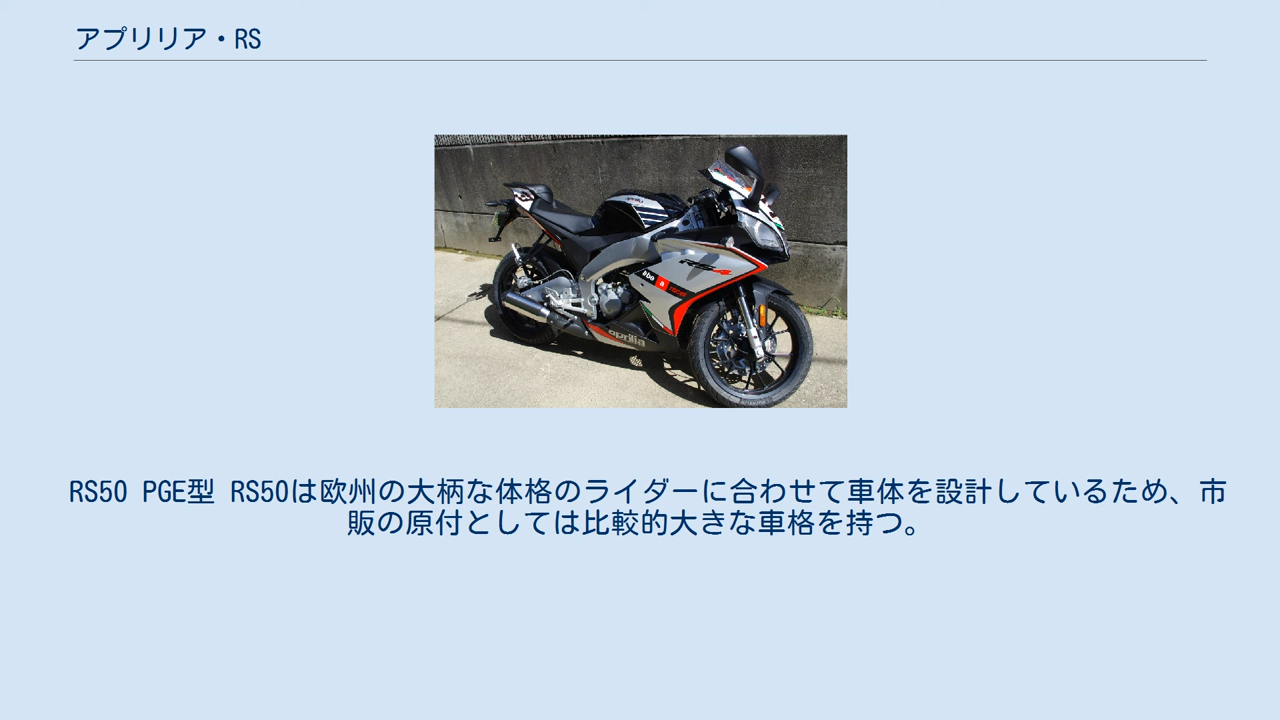 アプリリア・RS
RS4
aprilia
RS50 PGE型 RS50は欧州の大柄な体格のライダーに合わせて車体を設計しているため、市
販の原付としては比較的大きな車格を持つ。